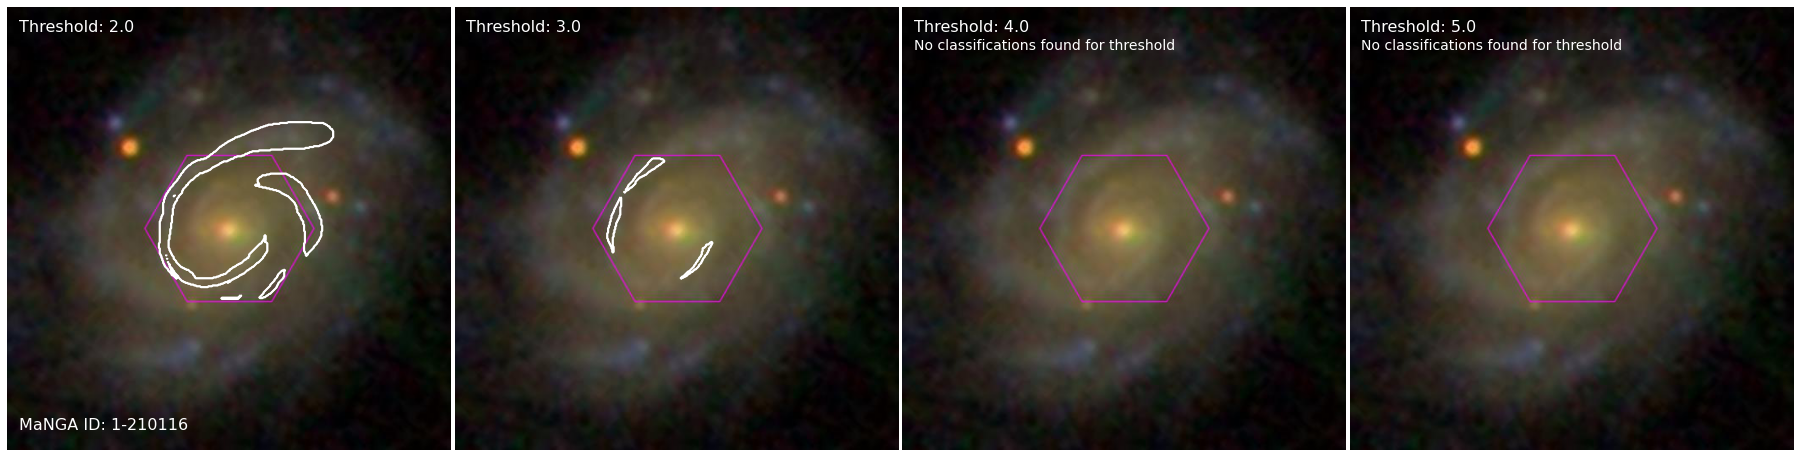 Threshold: 2.0
MaNGA ID: 1-210116
Threshold: 3.0
Threshold: 4.0
No classifications found for threshold
Threshold: 5.0
No classifications found for threshold